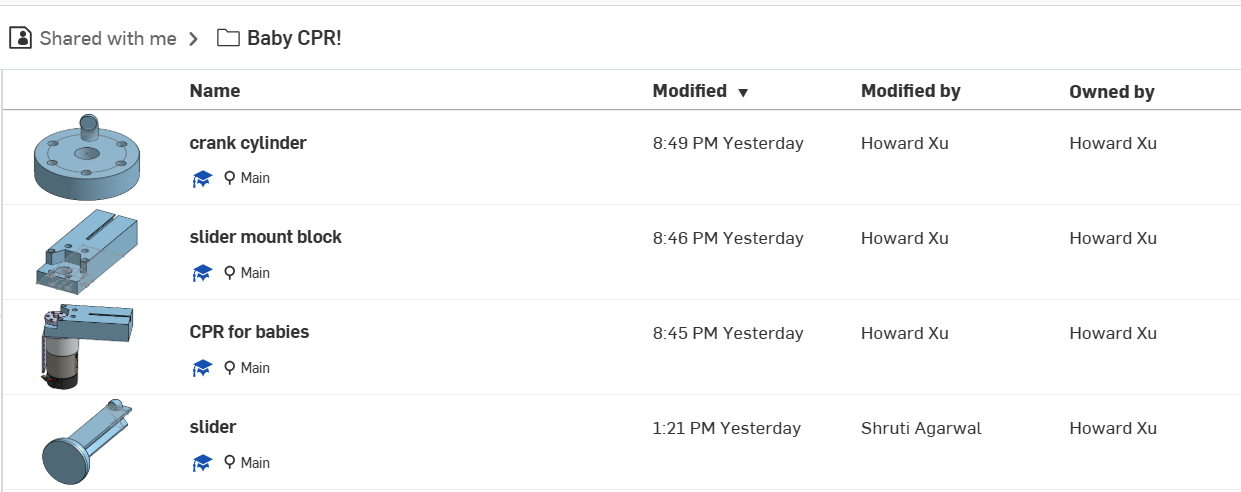 Shared with me > Baby CPR!
Name Modified ▼ Modified by Owned by
crank cylinder 8:49 PM Yesterday Howard Xu Howard Xu
Main
slider mount block 8:46 PM Yesterday Howard Xu Howard Xu
Main
CPR for babies 8:45 PM Yesterday Howard Xu Howard Xu
Main
slider 1:21 PM Yesterday Shruti Agarwal Howard Xu
Main